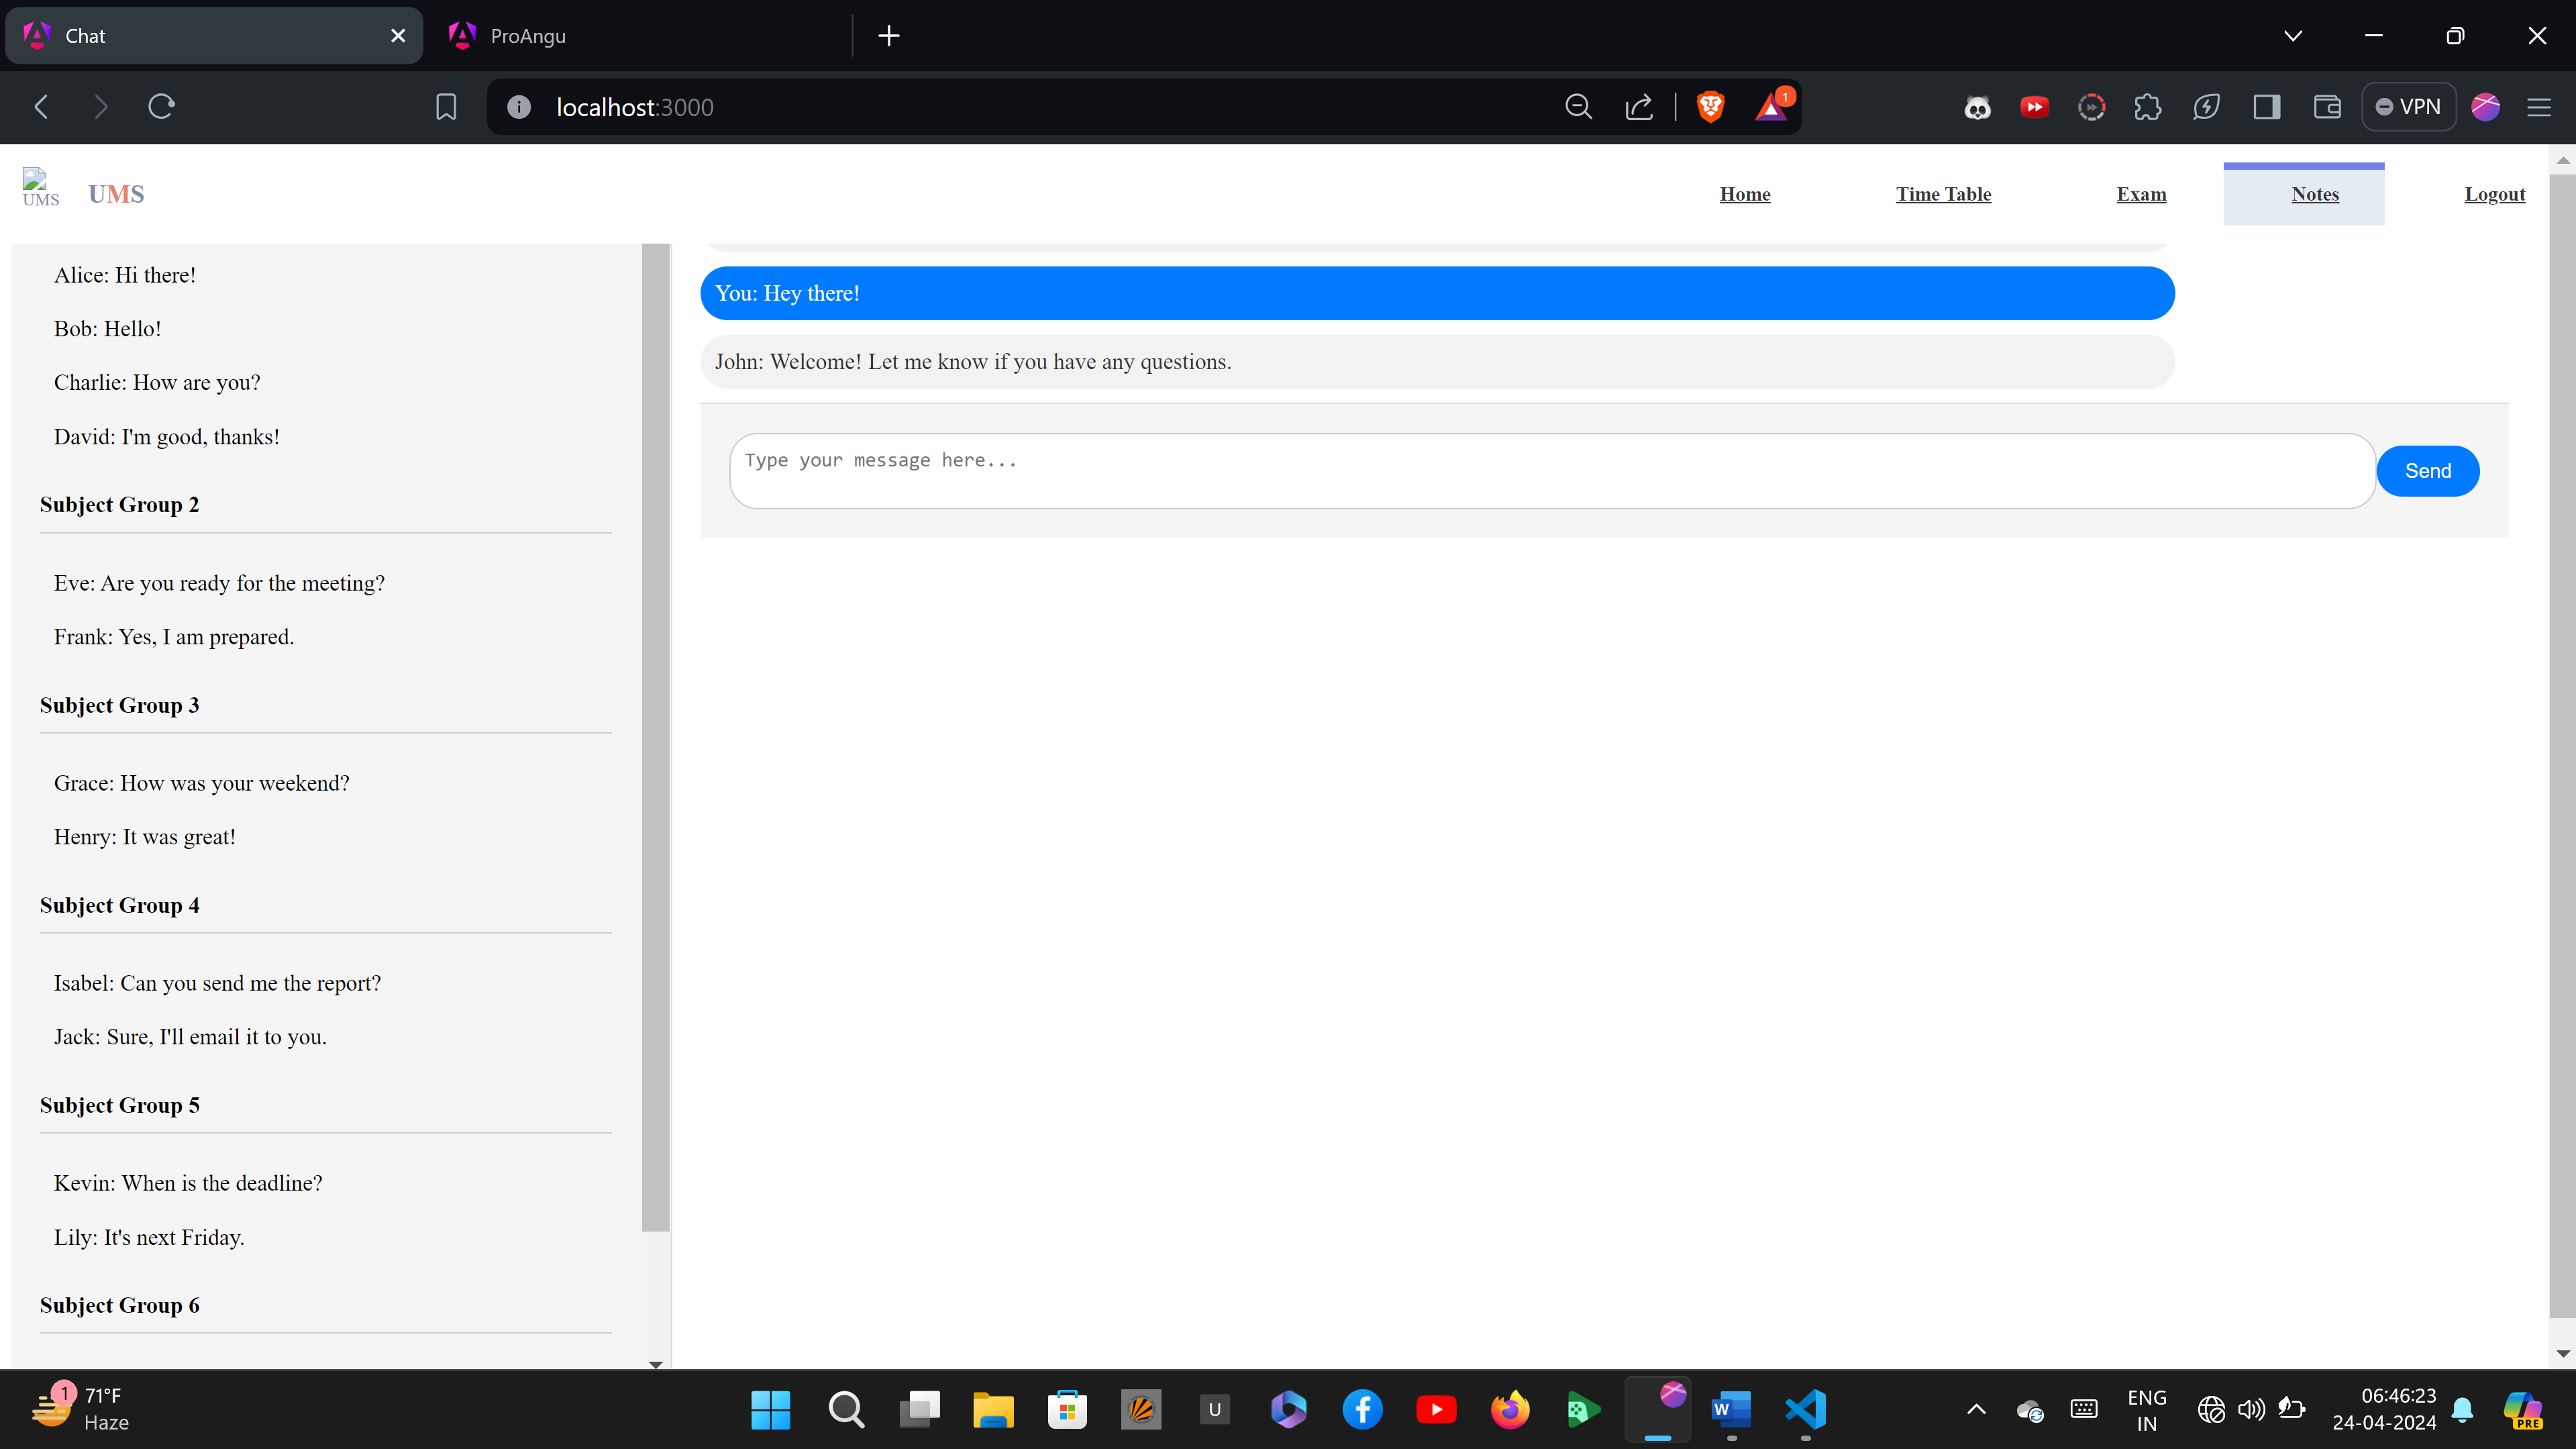 Chat
ProAngu
localhost:3000
1
VPN
UMS
UMS
Home
Time Table
Exam
Notes
Logout
Alice: Hi there!
Bob: Hello!
Charlie: How are you?
David: I'm good, thanks!
Subject Group 2
Eve: Are you ready for the meeting?
Frank: Yes, I am prepared.
Subject Group 3
Grace: How was your weekend?
Henry: It was great!
Subject Group 4
Isabel: Can you send me the report?
Jack: Sure, I'll email it to you.
Subject Group 5
Kevin: When is the deadline?
Lily: It's next Friday.
Subject Group 6
You: Hey there!
John: Welcome! Let me know if you have any questions.
Type your message here...
Send
1
71°F
Haze
U
W
ENG
IN
06:46:23
24-04-2024
PRE